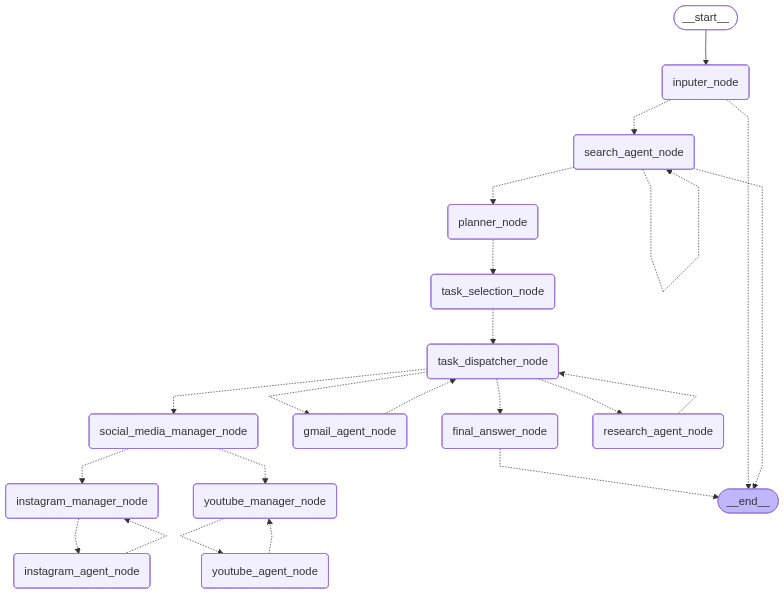 __start__
inputer_node
search_agent_node
planner_node
task_selection_node
task_dispatcher_node
social_media_manager_node
gmail_agent_node
final_answer_node
research_agent_node
instagram_manager_node
youtube_manager_node
__end__
instagram_agent_node
youtube_agent_node